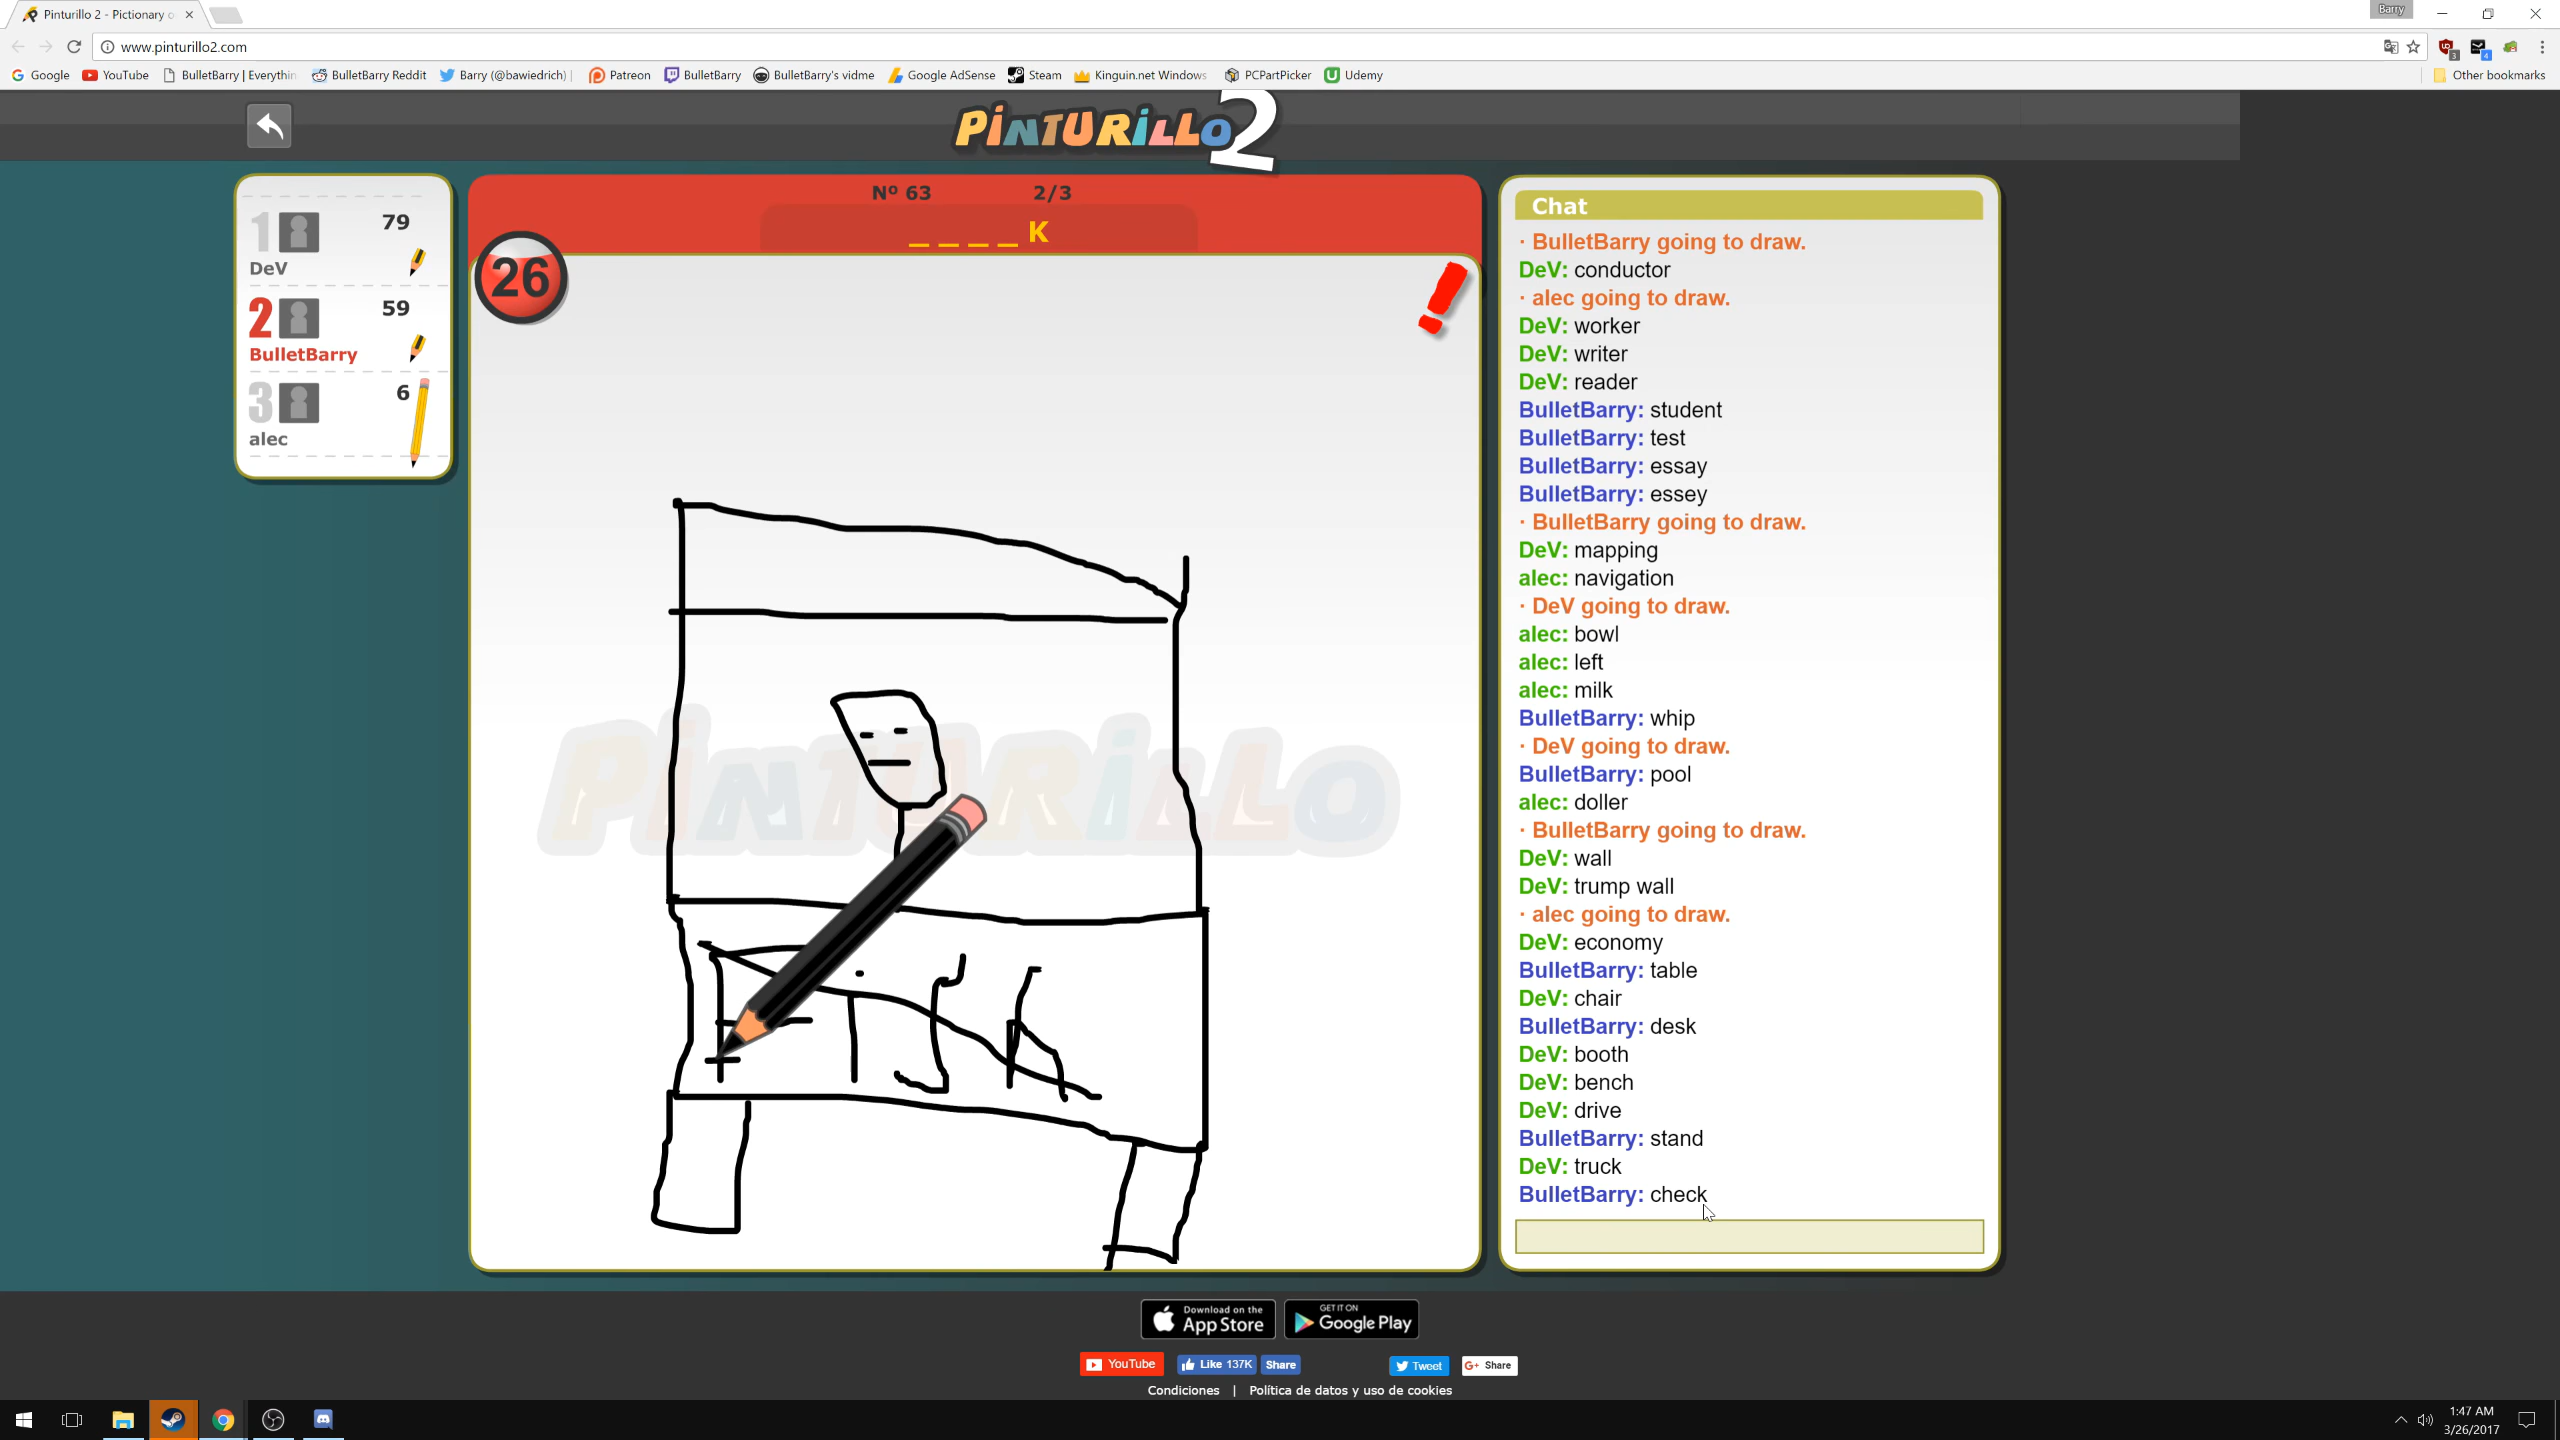 Pinturillo 2 - Pictionary o
Barry
www.pinturillo2.com
Google
YouTube
BulletBarry | Everythin
BulletBarry Reddit
Barry (@bawiedrich) |
Patreon
BulletBarry
BulletBarry's vidme
Google AdSense
Steam
Kinguin.net Windows
PCPartPicker
Udemy
Other bookmarks
PiNTURiLLO2
1
79
DeV
2
59
BulletBarry
3
6
alec
Nº 63
2/3
_ _ _ _ K
26
!
PiNTURiLLO
Chat
· BulletBarry going to draw.
DeV: conductor
· alec going to draw.
DeV: worker
DeV: writer
DeV: reader
BulletBarry: student
BulletBarry: test
BulletBarry: essay
BulletBarry: essey
· BulletBarry going to draw.
DeV: mapping
alec: navigation
· DeV going to draw.
alec: bowl
alec: left
alec: milk
BulletBarry: whip
· DeV going to draw.
BulletBarry: pool
alec: doller
· BulletBarry going to draw.
DeV: wall
DeV: trump wall
· alec going to draw.
DeV: economy
BulletBarry: table
DeV: chair
BulletBarry: desk
DeV: booth
DeV: bench
DeV: drive
BulletBarry: stand
DeV: truck
BulletBarry: check
Download on the
App Store
GET IT ON
Google Play
YouTube
Like 137K
Share
Tweet
G+ Share
Condiciones | Política de datos y uso de cookies
1:47 AM
3/26/2017